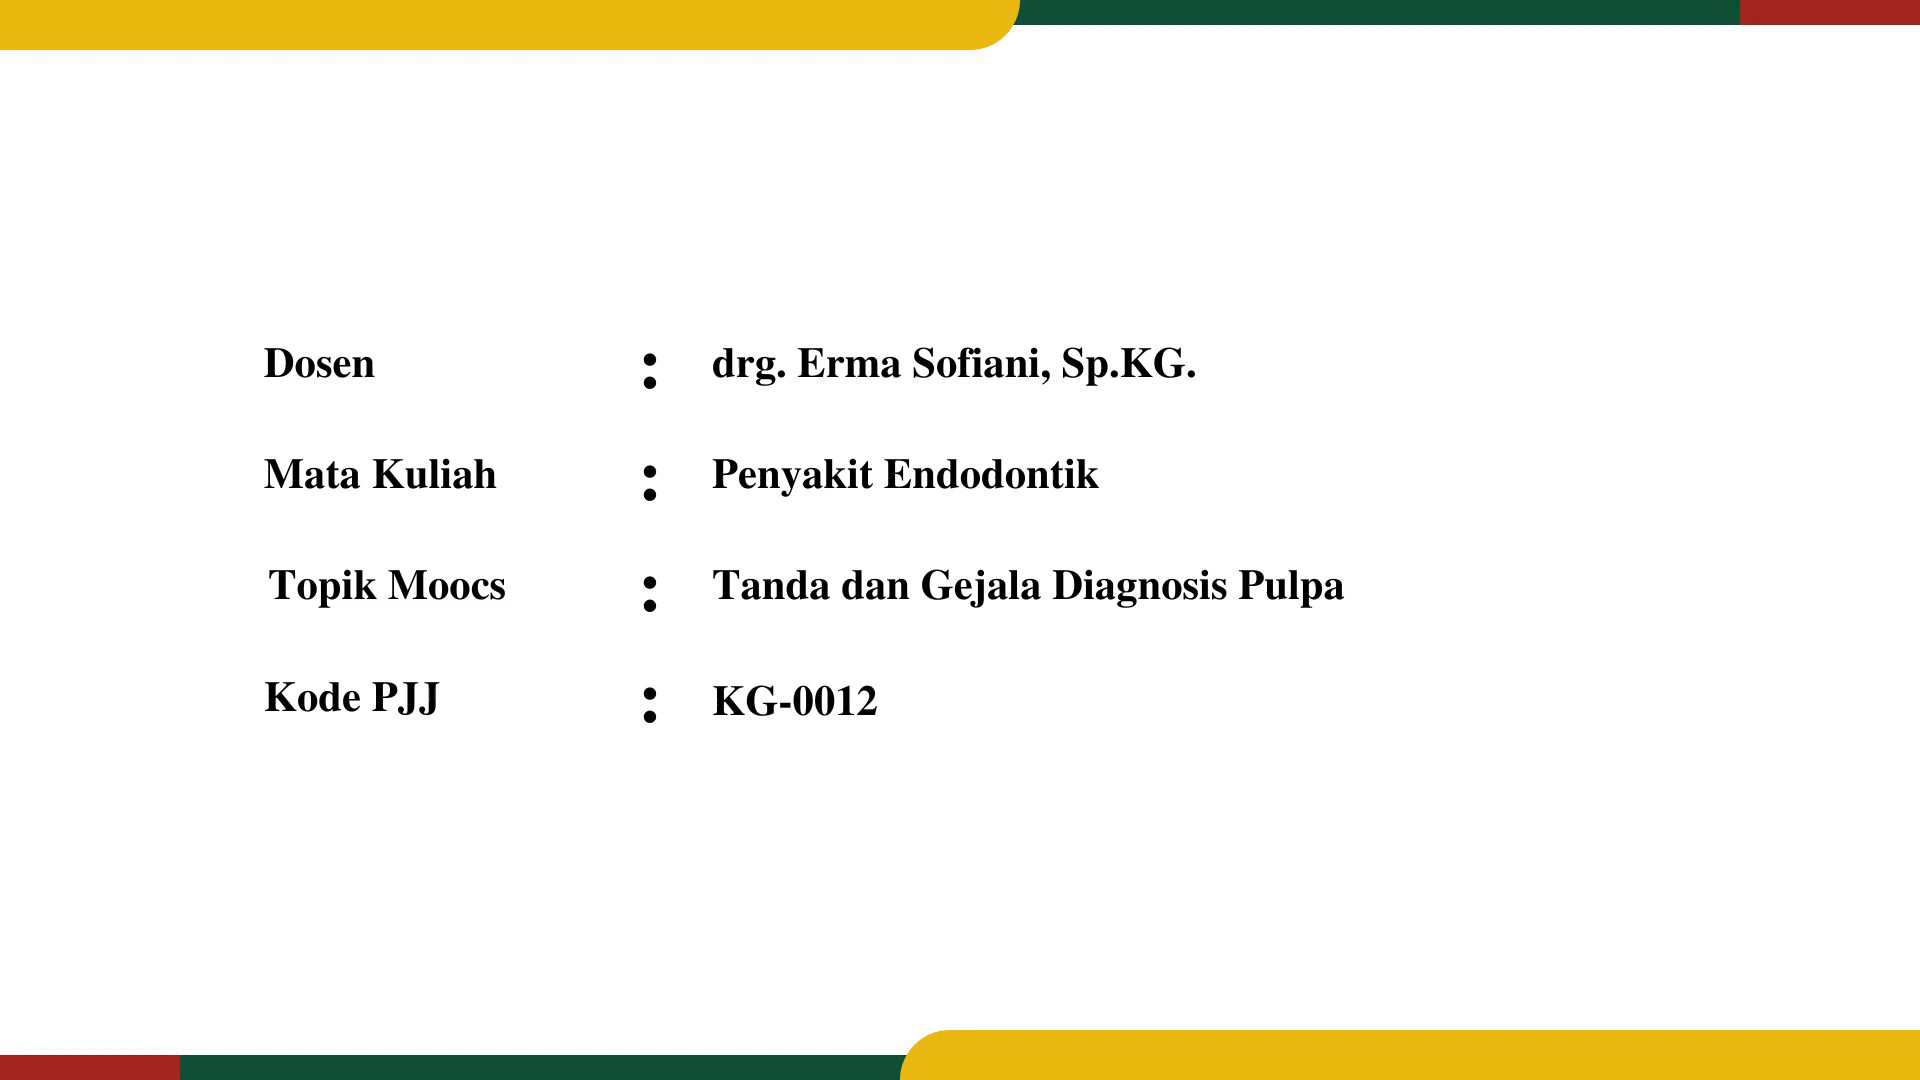 Dosen : drg. Erma Sofiani, Sp.KG.
Mata Kuliah : Penyakit Endodontik
Topik Moocs : Tanda dan Gejala Diagnosis Pulpa
Kode PJJ : KG-0012